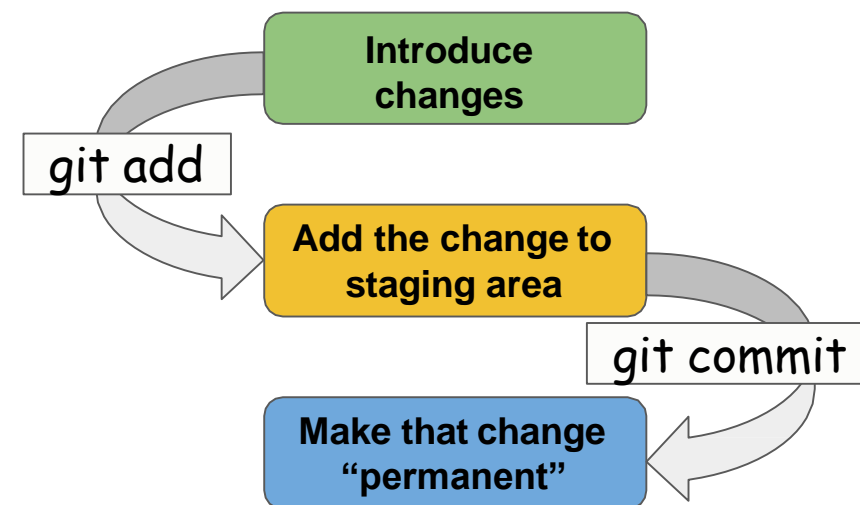 Introduce
changes
git add
Add the change to
staging area
git commit
Make that change
“permanent”